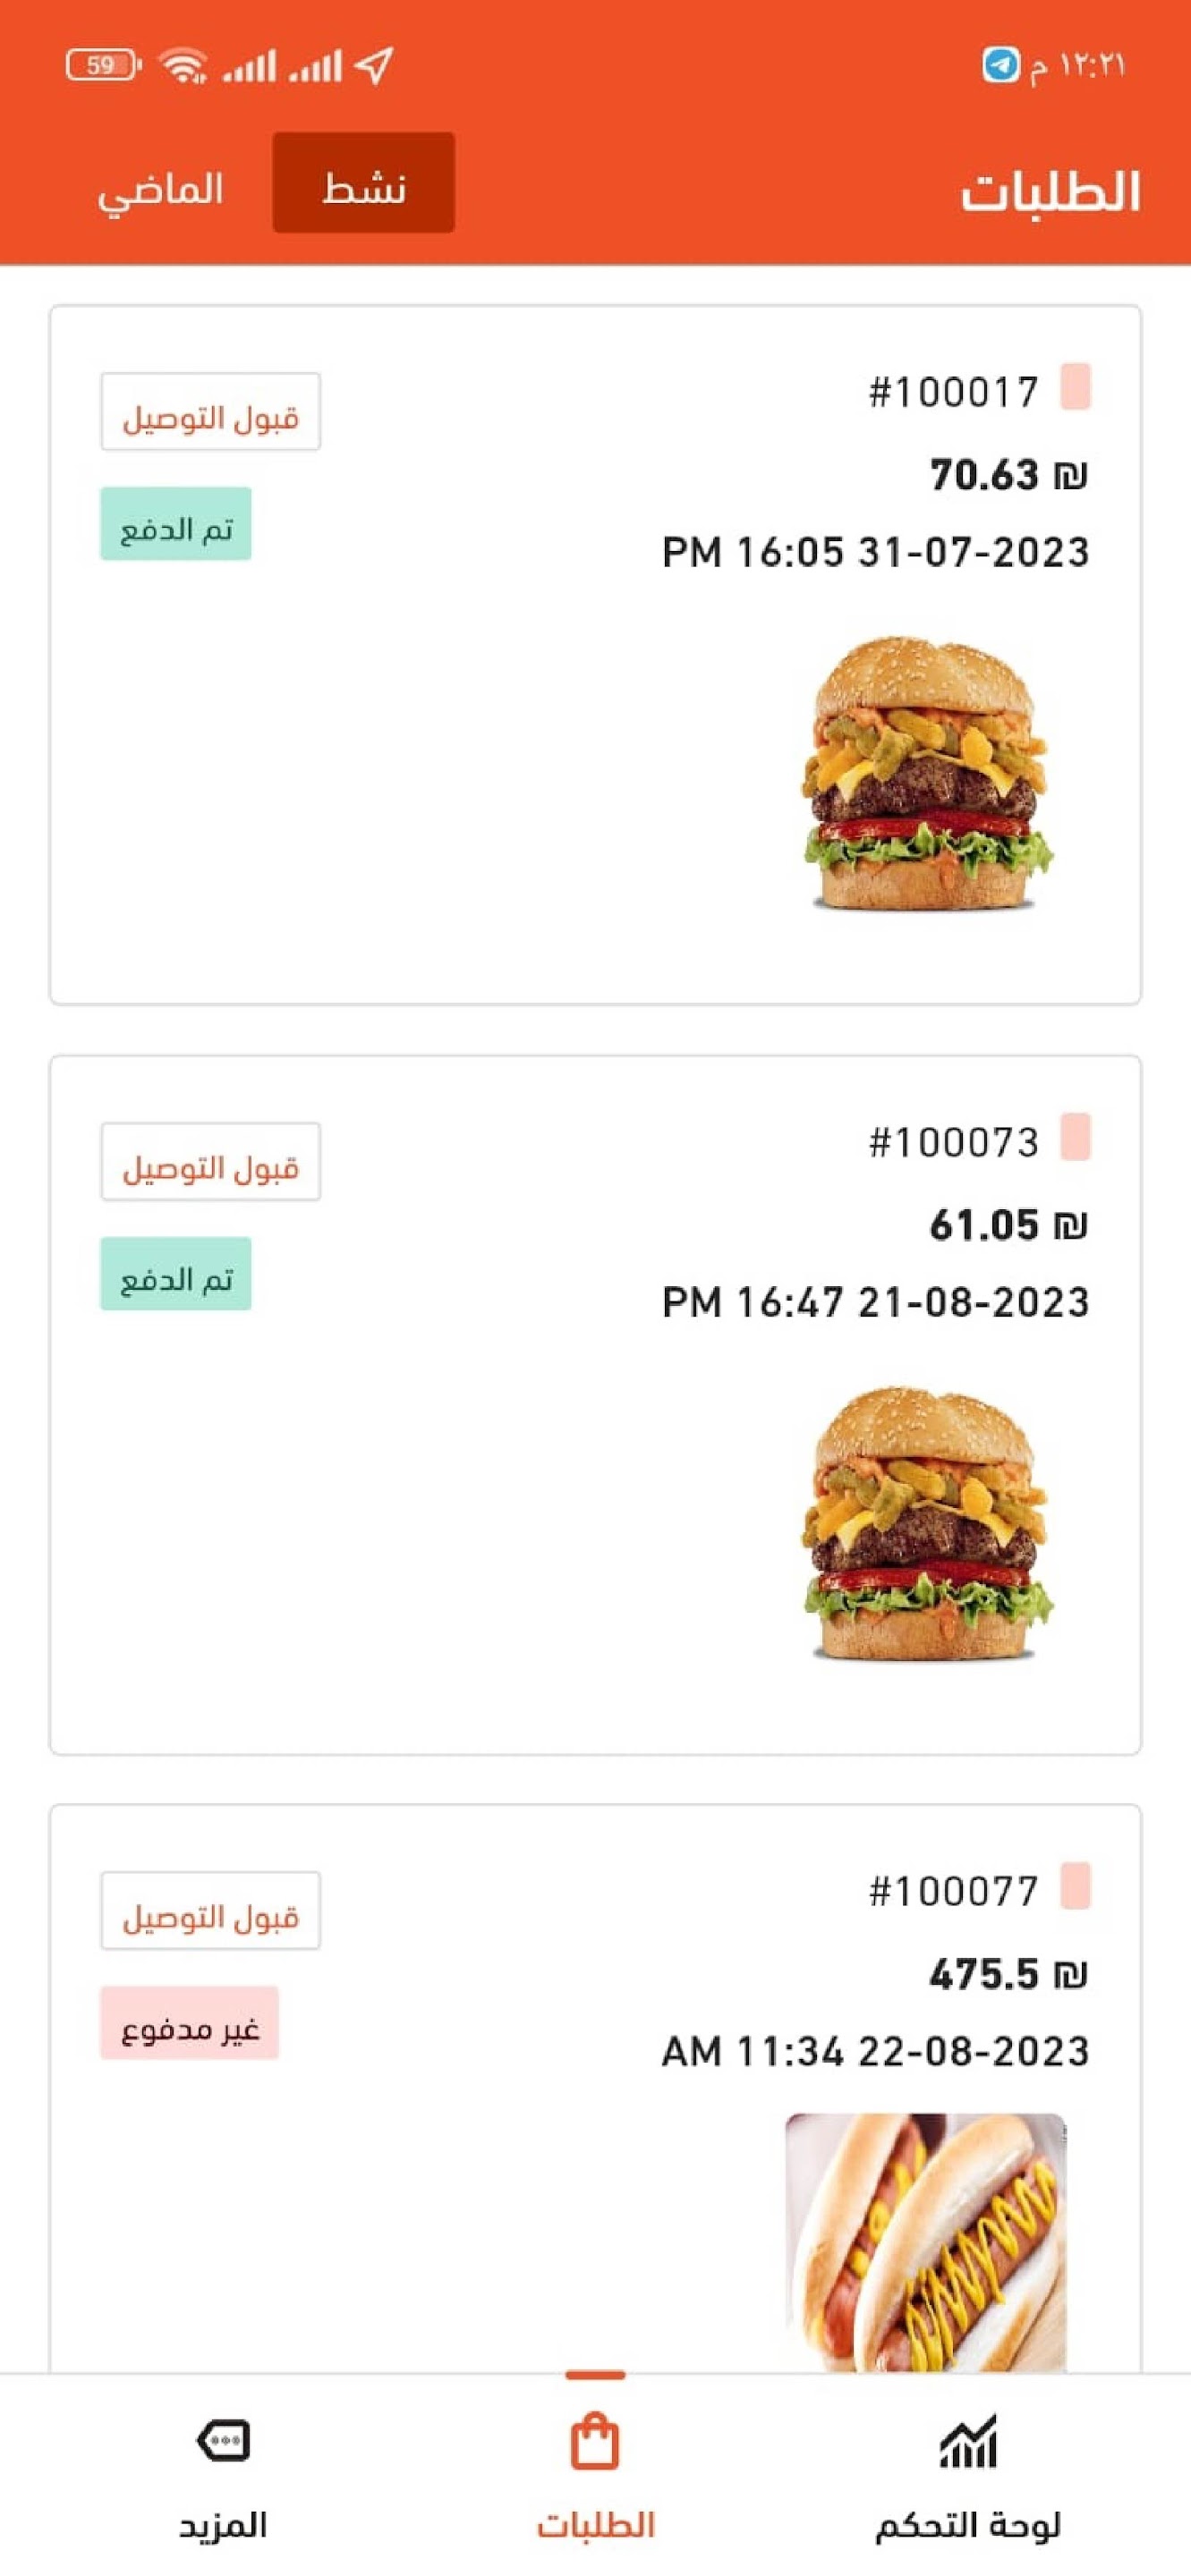 ١٢:٢١ م
59
الطلبات
نشط
الماضي
#100017
قبول التوصيل
70.63 ₪
تم الدفع
PM 16:05 31-07-2023
#100073
قبول التوصيل
61.05 ₪
تم الدفع
PM 16:47 21-08-2023
#100077
قبول التوصيل
475.5 ₪
غير مدفوع
AM 11:34 22-08-2023
لوحة التحكم
الطلبات
المزيد